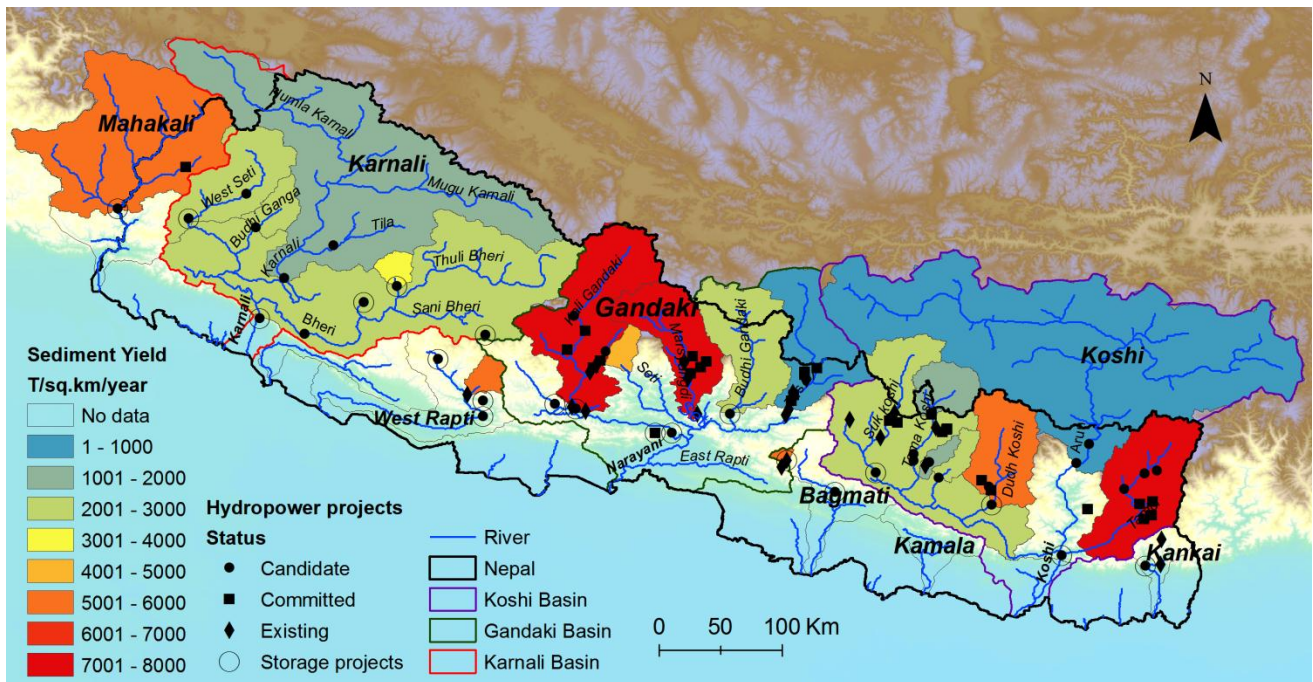 N
Mahakali
Humla Karnali
Karnali
Mugu Karnali
West Seti
Budhi Ganga
Tila
Karnali
Thuli Bheri
Sani Bheri
Bheri
Karnali
Kali Gandaki
Gandaki
Marsyangdi
Budhi Gandaki
Seti
Koshi
Sun Koshi
Tama Koshi
Dudh Koshi
Arun
West Rapti
Narayani
East Rapti
Bagmati
Kamala
Koshi
Kankai
Sediment Yield
T/sq.km/year
No data
1 - 1000
1001 - 2000
2001 - 3000
3001 - 4000
4001 - 5000
5001 - 6000
6001 - 7000
7001 - 8000
Hydropower projects
Status
Candidate
Committed
Existing
Storage projects
River
Nepal
Koshi Basin
Gandaki Basin
Karnali Basin
0 50 100 Km